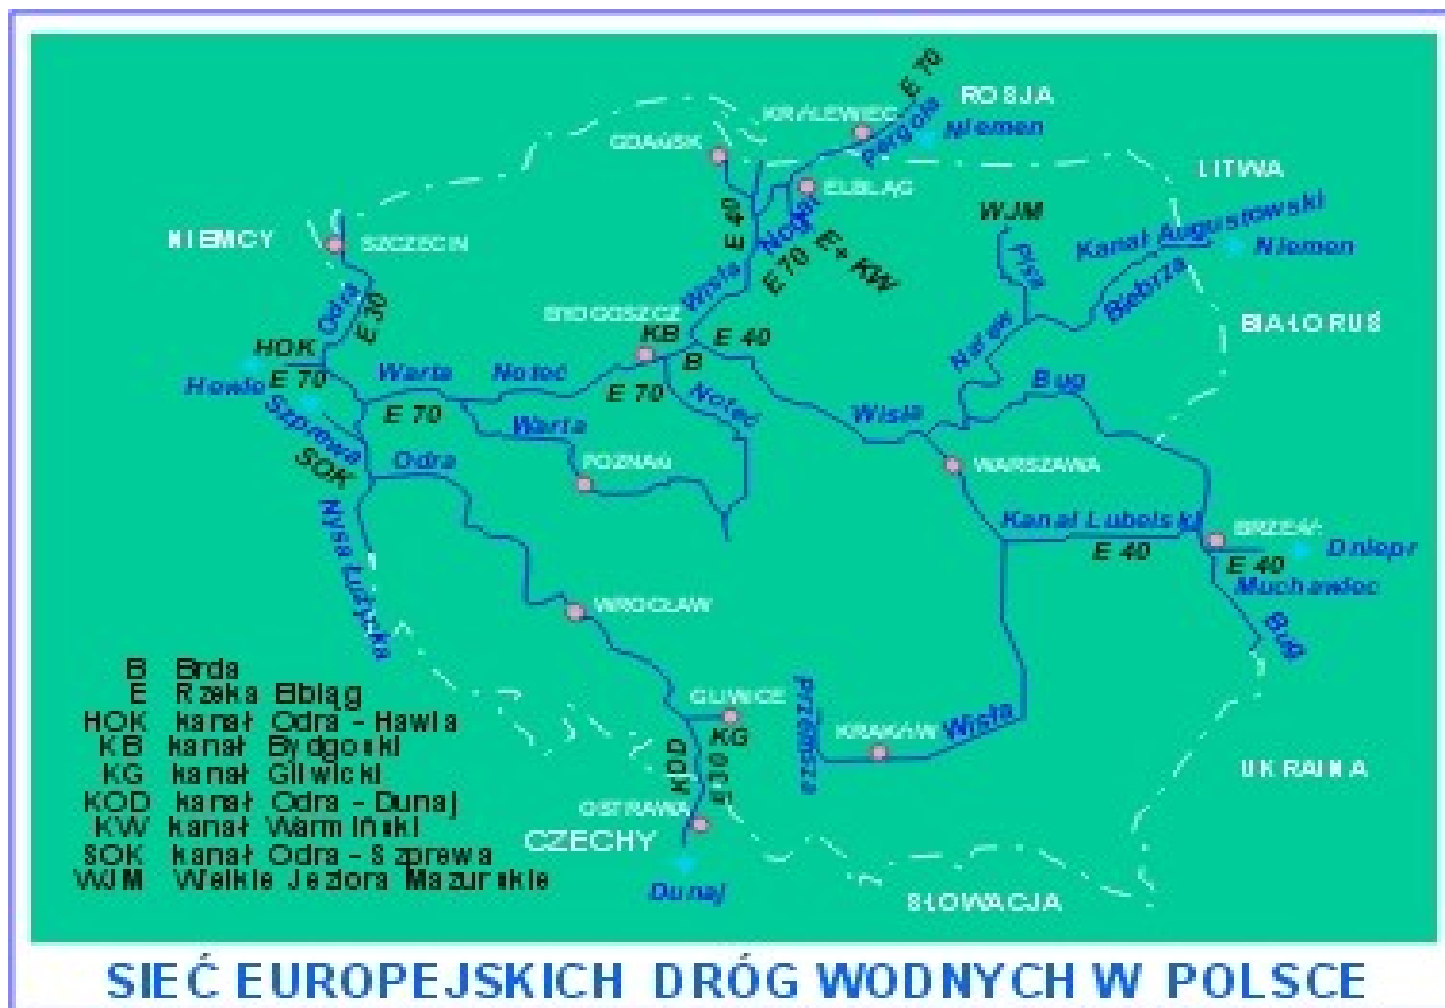 E 70
ROSJA
KRÓLEWIEC
Pergoła
Niemen
GDAŃSK
ELBLĄG
LITWA
WJM
Kanał Augustowski
Niemen
NIEMCY
SZCZECIN
E 40
Nogat
E+ KW
E 70
Pisa
Biebrza
Odra
E 30
Wisła
BYDGOSZCZ
KB
E 40
B
BIAŁORUŚ
HOK
E 70
Hawla
Warta
Noteć
E 70
E 70
Noteć
Narew
Bug
Szprewa
SOK
Warta
Wisła
Odra
POZNAŃ
WARSZAWA
Nysa Łużycka
Kanał Lubelski
E 40
BRZEŚĆ
Dniepr
E 40
Muchawiec
Bug
WROCŁAW
B Brda
E Rzeka Elbląg
HOK kanał Odra - Hawla
KB kanał Bydgoski
KG kanał Gliwicki
KOD kanał Odra - Dunaj
KW kanał Warmiński
SOK kanał Odra - Szprewa
WJM Wielkie Jeziora Mazurskie
GLIWICE
KG
KOD
E 30
OSTRAWA
CZECHY
Dunaj
Przemsza
KRAKÓW
Wisła
UKRAINA
SŁOWACJA
SIEĆ EUROPEJSKICH DRÓG WODNYCH W POLSCE